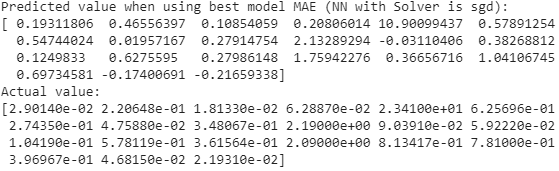 Predicted value when using best model MAE (NN with Solver is sgd):
[ 0.19311806 0.46556397 0.10854059 0.20806014 10.90099437 0.57891254
0.54744024 0.01957167 0.27914754 2.13289294 -0.03110406 0.38268812
0.1249833 0.6275595 0.27986148 1.75942276 0.36656716 1.04106745
0.69734581 -0.17400691 -0.21659338]
Actual value:
[2.90140e-02 2.20648e-01 1.81330e-02 6.28870e-02 2.34100e+01 6.25696e-01
2.74350e-01 4.75880e-02 3.48067e-01 2.19000e+00 9.03910e-02 5.92220e-02
1.04190e-01 5.78119e-01 3.61564e-01 2.09000e+00 8.13417e-01 7.81000e-01
3.96967e-01 4.68150e-02 2.19310e-02]